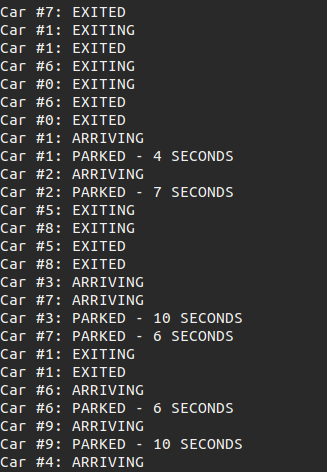 Car #7: EXITED
Car #1: EXITING
Car #1: EXITED
Car #6: EXITING
Car #0: EXITING
Car #6: EXITED
Car #0: EXITED
Car #1: ARRIVING
Car #1: PARKED - 4 SECONDS
Car #2: ARRIVING
Car #2: PARKED - 7 SECONDS
Car #5: EXITING
Car #8: EXITING
Car #5: EXITED
Car #8: EXITED
Car #3: ARRIVING
Car #7: ARRIVING
Car #3: PARKED - 10 SECONDS
Car #7: PARKED - 6 SECONDS
Car #1: EXITING
Car #1: EXITED
Car #6: ARRIVING
Car #6: PARKED - 6 SECONDS
Car #9: ARRIVING
Car #9: PARKED - 10 SECONDS
Car #4: ARRIVING